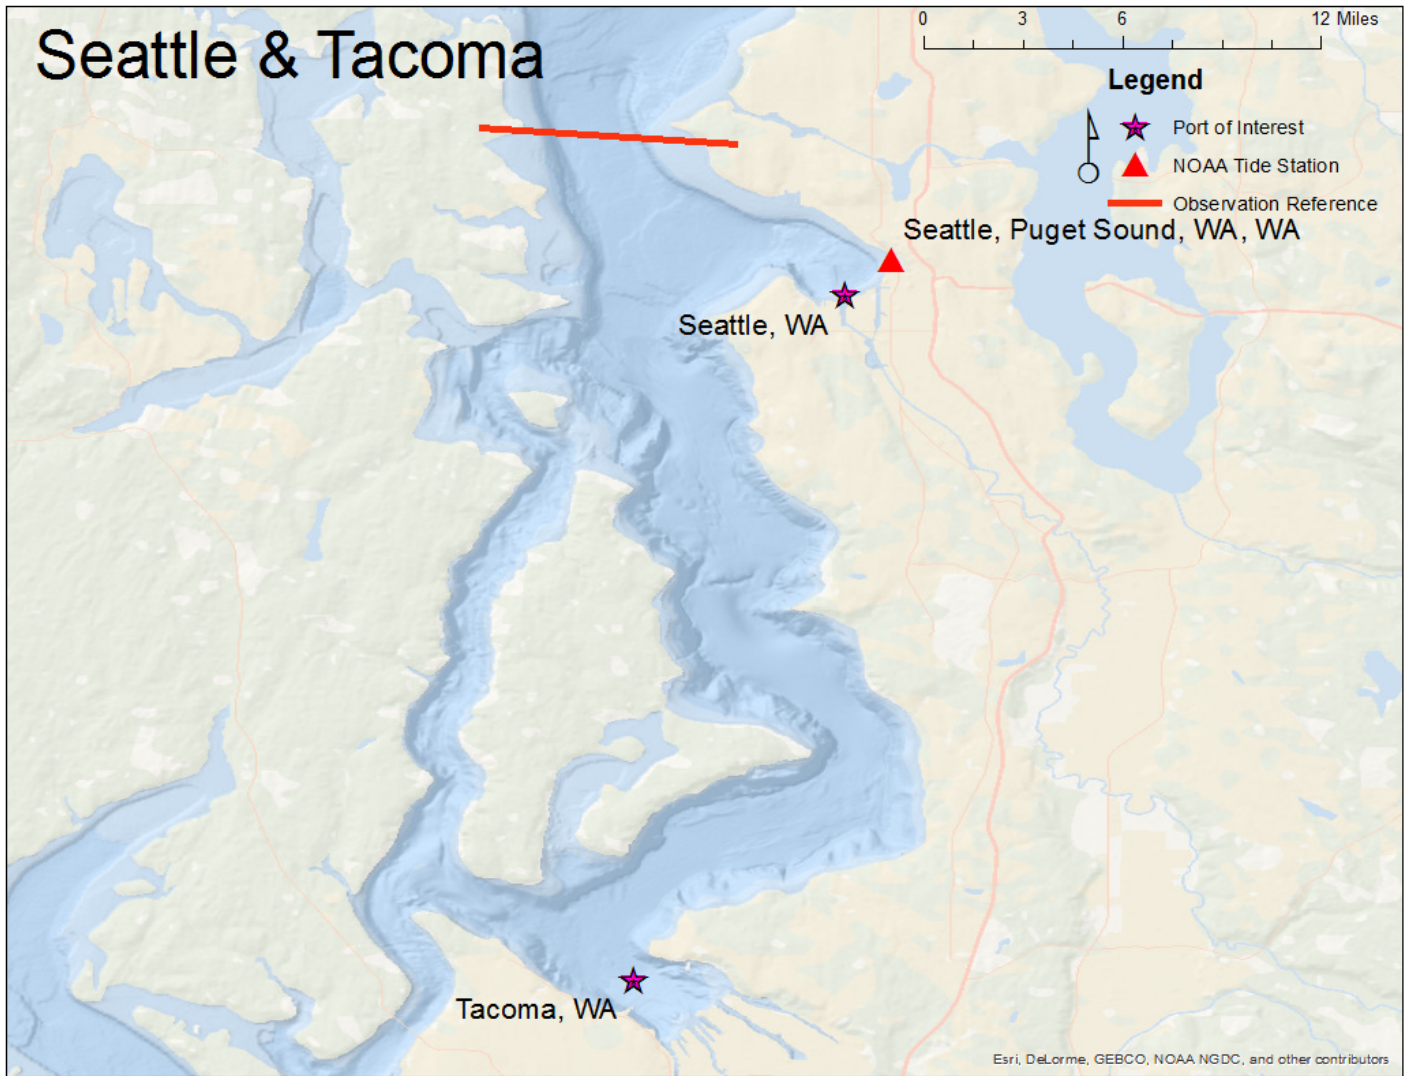 Seattle & Tacoma
0 3 6 12 Miles
Legend
Port of Interest
NOAA Tide Station
Observation Reference
Seattle, Puget Sound, WA, WA
Seattle, WA
Tacoma, WA
Esri, DeLorme, GEBCO, NOAA NGDC, and other contributors